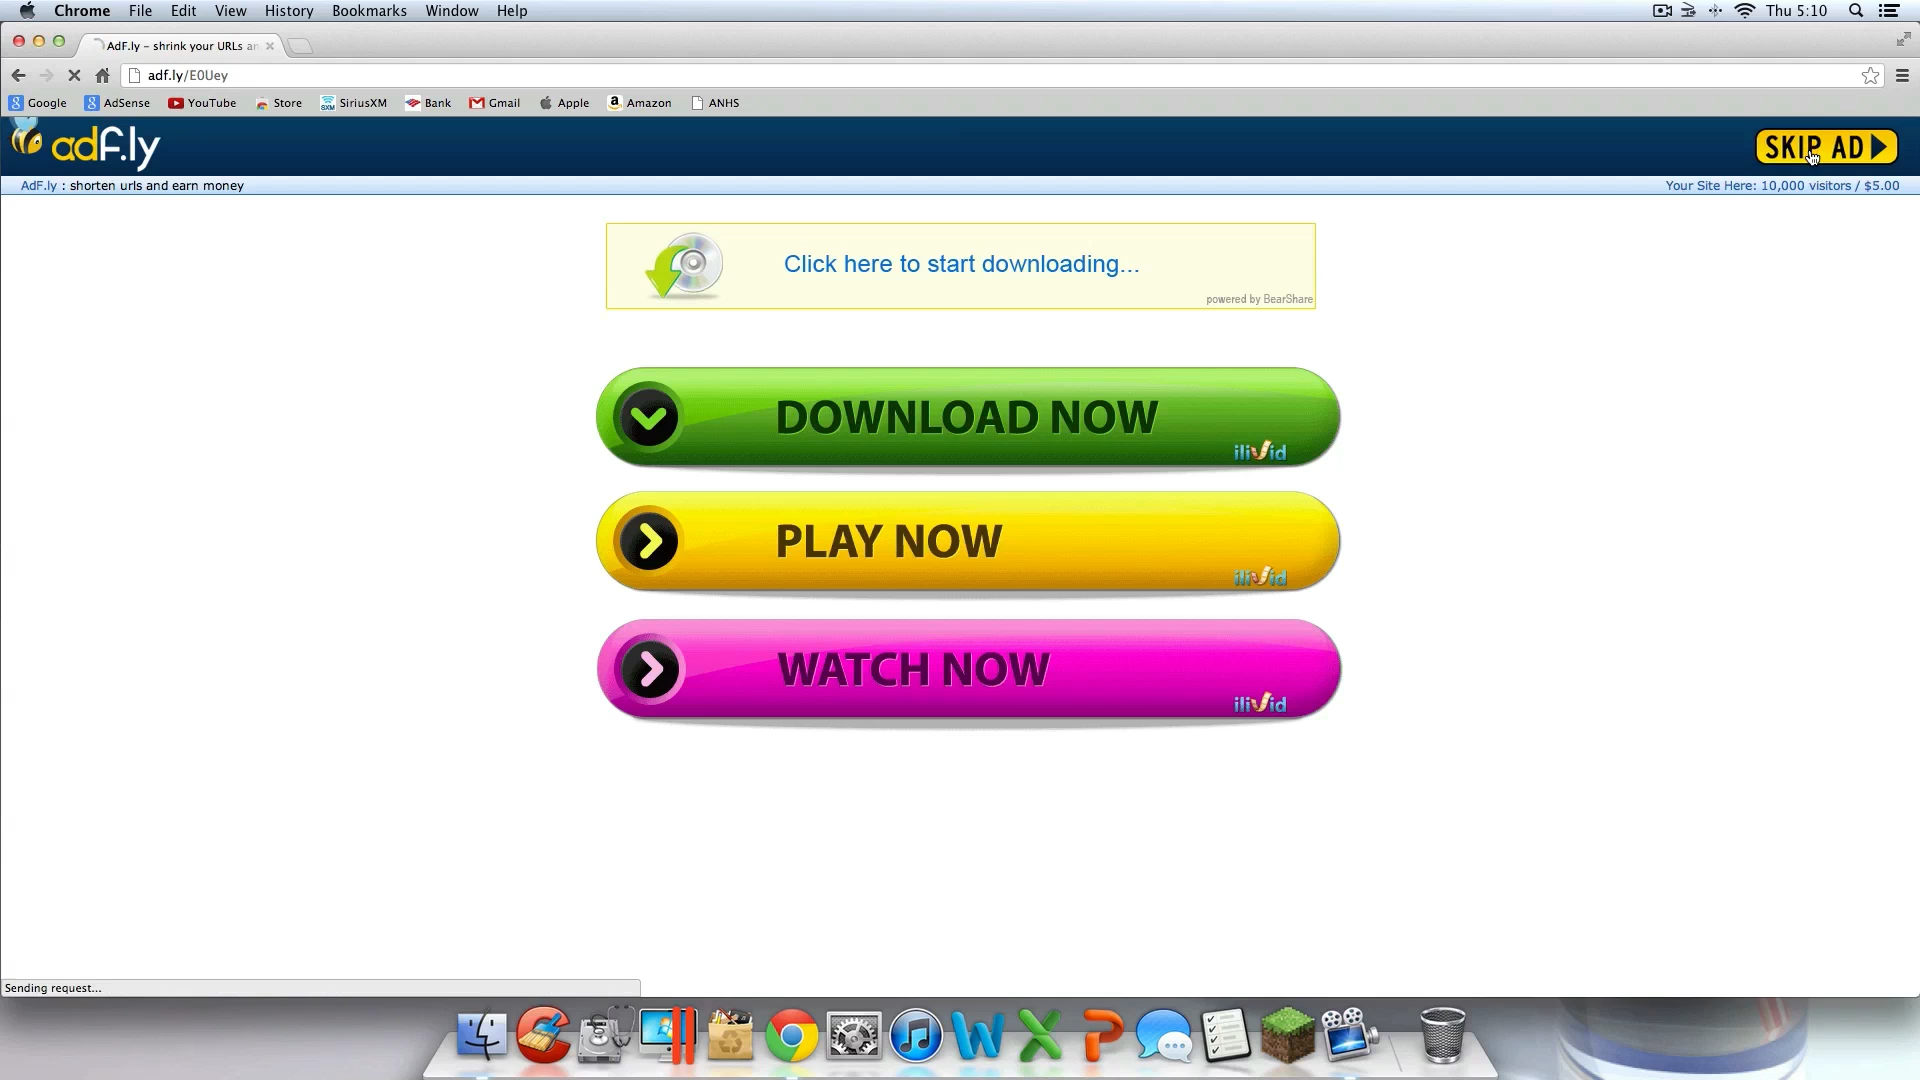 Chrome File Edit View History Bookmarks Window Help Thu 5:10
AdF.ly - shrink your URLs an
adf.ly/E0Uey
Google AdSense YouTube Store SiriusXM Bank Gmail Apple Amazon ANHS
adf.ly SKIP AD
AdF.ly : shorten urls and earn money Your Site Here: 10,000 visitors / $5.00
Click here to start downloading...
powered by BearShare
DOWNLOAD NOW
ilivid
PLAY NOW
ilivid
WATCH NOW
ilivid
Sending request...